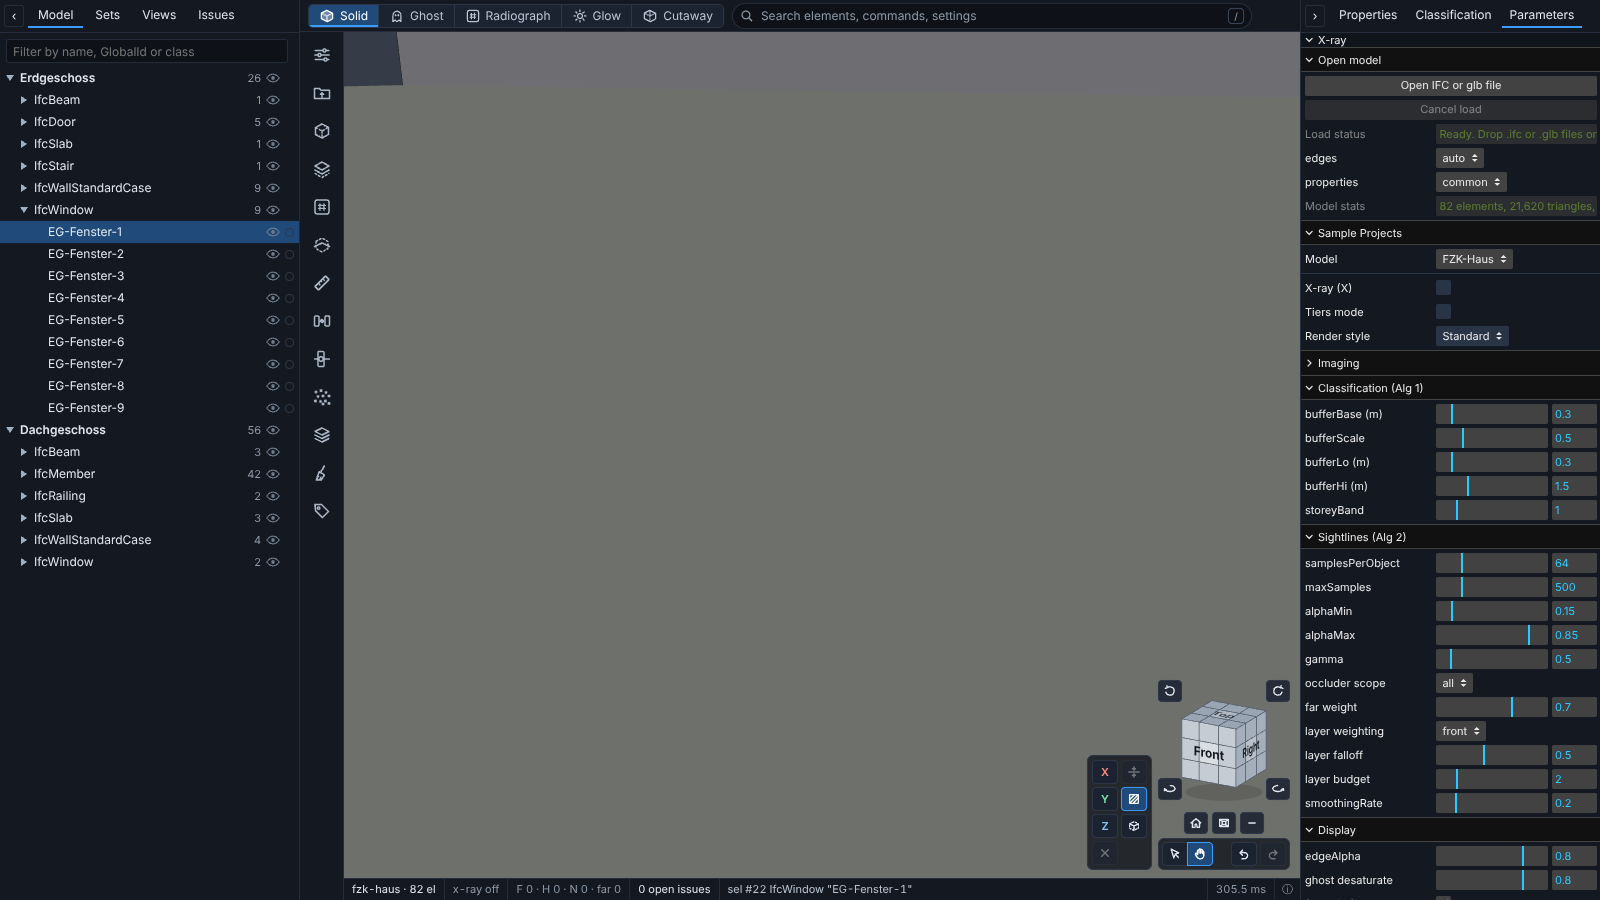 Model Sets Views Issues
Solid Ghost Radiograph Glow Cutaway
Search elements, commands, settings /
Properties Classification Parameters
Filter by name, GlobalId or class
Erdgeschoss 26
IfcBeam 1
IfcDoor 5
IfcSlab 1
IfcStair 1
IfcWallStandardCase 9
IfcWindow 9
EG-Fenster-1
EG-Fenster-2
EG-Fenster-3
EG-Fenster-4
EG-Fenster-5
EG-Fenster-6
EG-Fenster-7
EG-Fenster-8
EG-Fenster-9
Dachgeschoss 56
IfcBeam 3
IfcMember 42
IfcRailing 2
IfcSlab 3
IfcWallStandardCase 4
IfcWindow 2
Top
Front
Right
X
Y
Z
fzk-haus · 82 el x-ray off F 0 · H 0 · N 0 · far 0 0 open issues sel #22 IfcWindow "EG-Fenster-1" 305.5 ms
X-ray
Open model
Open IFC or glb file
Cancel load
Load status Ready. Drop .ifc or .glb files or
edges auto
properties common
Model stats 82 elements, 21,620 triangles,
Sample Projects
Model FZK-Haus
X-ray (X)
Tiers mode
Render style Standard
Imaging
Classification (Alg 1)
bufferBase (m) 0.3
bufferScale 0.5
bufferLo (m) 0.3
bufferHi (m) 1.5
storeyBand 1
Sightlines (Alg 2)
samplesPerObject 64
maxSamples 500
alphaMin 0.15
alphaMax 0.85
gamma 0.5
occluder scope all
far weight 0.7
layer weighting front
layer falloff 0.5
layer budget 2
smoothingRate 0.2
Display
edgeAlpha 0.8
ghost desaturate 0.8